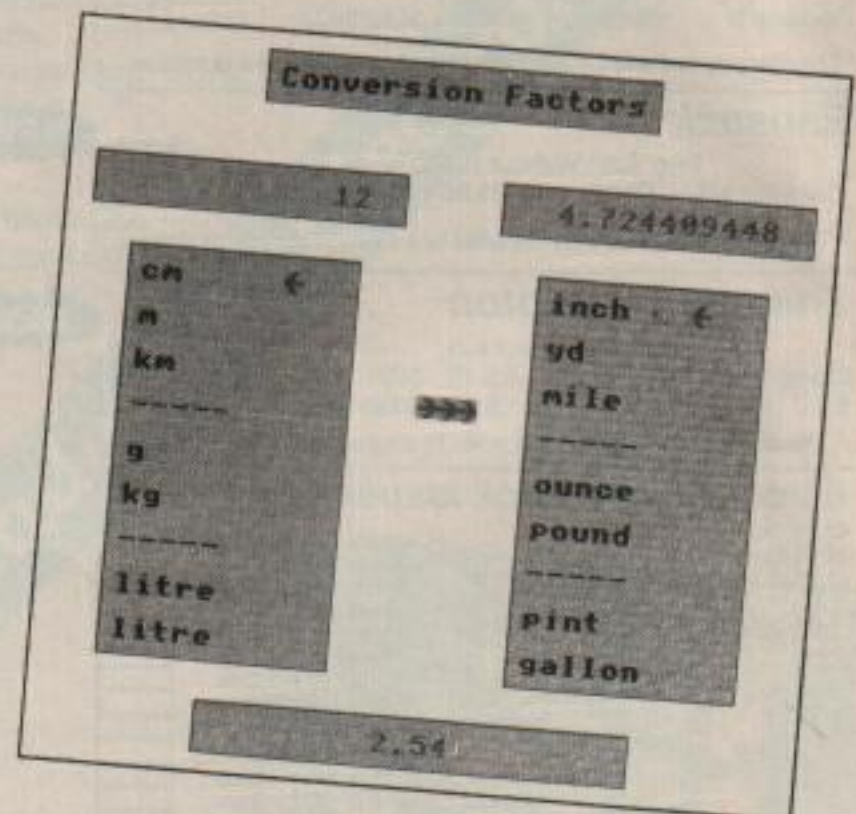 Conversion Factors
12
4.724409448
cm ←
m
km
-----
g
kg
-----
litre
litre
→→→
inch ←
yd
mile
-----
ounce
pound
-----
pint
gallon
2.54